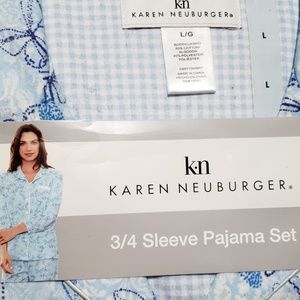 kn
KAREN NEUBURGER®
L/G
L
L
kn
KAREN NEUBURGER®
3/4 Sleeve Pajama Set